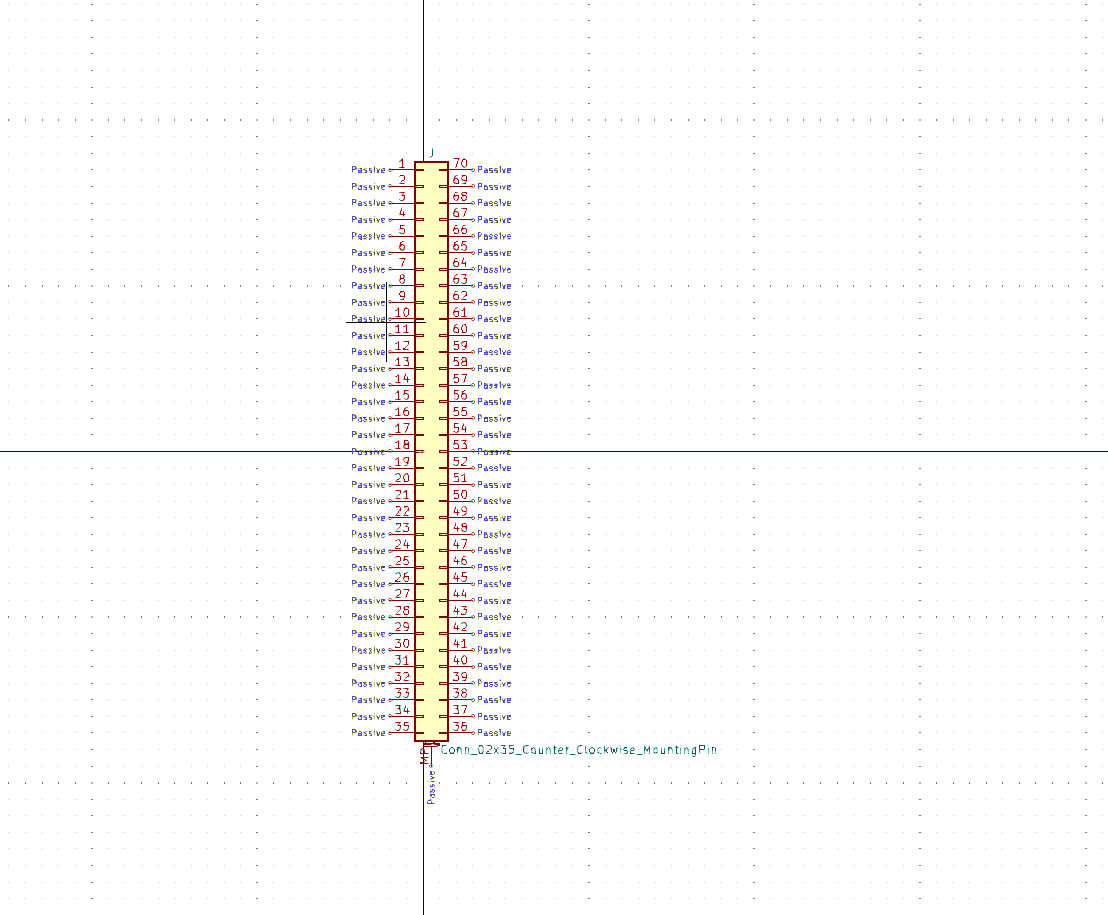 J
Passive 1 70 Passive
Passive 2 69 Passive
Passive 3 68 Passive
Passive 4 67 Passive
Passive 5 66 Passive
Passive 6 65 Passive
Passive 7 64 Passive
Passive 8 63 Passive
Passive 9 62 Passive
Passive 10 61 Passive
Passive 11 60 Passive
Passive 12 59 Passive
Passive 13 58 Passive
Passive 14 57 Passive
Passive 15 56 Passive
Passive 16 55 Passive
Passive 17 54 Passive
Passive 18 53 Passive
Passive 19 52 Passive
Passive 20 51 Passive
Passive 21 50 Passive
Passive 22 49 Passive
Passive 23 48 Passive
Passive 24 47 Passive
Passive 25 46 Passive
Passive 26 45 Passive
Passive 27 44 Passive
Passive 28 43 Passive
Passive 29 42 Passive
Passive 30 41 Passive
Passive 31 40 Passive
Passive 32 39 Passive
Passive 33 38 Passive
Passive 34 37 Passive
Passive 35 36 Passive
MP Conn_02x35_Counter_Clockwise_MountingPin
Passive